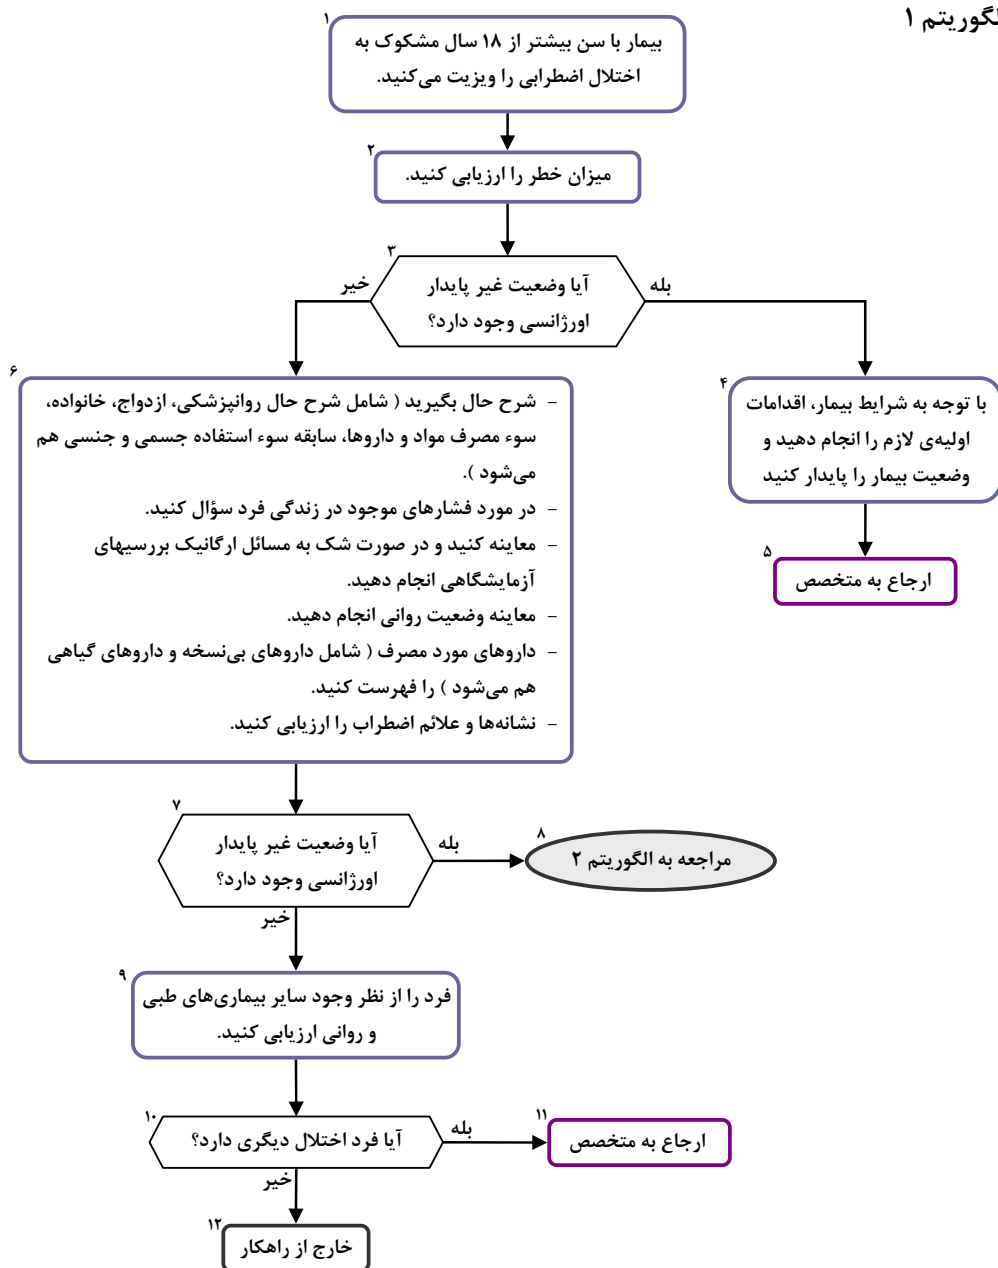 لگوریتم ۱
۱
بیمار با سن بیشتر از ۱۸ سال مشکوک به
اختلال اضطرابی را ویزیت می‌کنید.
۲
میزان خطر را ارزیابی کنید.
۳
آیا وضعیت غیر پایدار
اورژانسی وجود دارد؟
بله
خیر
۴
با توجه به شرایط بیمار، اقدامات
اولیه‌ی لازم را انجام دهید و
وضعیت بیمار را پایدار کنید
۵
ارجاع به متخصص
۶
- شرح حال بگیرید ( شامل شرح حال روانپزشکی، ازدواج، خانواده،
سوء مصرف مواد و داروها، سابقه سوء استفاده جسمی و جنسی هم
می‌شود ).
- در مورد فشارهای موجود در زندگی فرد سؤال کنید.
- معاینه کنید و در صورت شک به مسائل ارگانیک بررسیهای
آزمایشگاهی انجام دهید.
- معاینه وضعیت روانی انجام دهید.
- داروهای مورد مصرف ( شامل داروهای بی‌نسخه و داروهای گیاهی
هم می‌شود ) را فهرست کنید.
- نشانه‌ها و علائم اضطراب را ارزیابی کنید.
۷
آیا وضعیت غیر پایدار
اورژانسی وجود دارد؟
بله
خیر
۸
مراجعه به الگوریتم ۲
۹
فرد را از نظر وجود سایر بیماری‌های طبی
و روانی ارزیابی کنید.
۱۰
آیا فرد اختلال دیگری دارد؟
بله
خیر
۱۱
ارجاع به متخصص
۱۲
خارج از راهکار